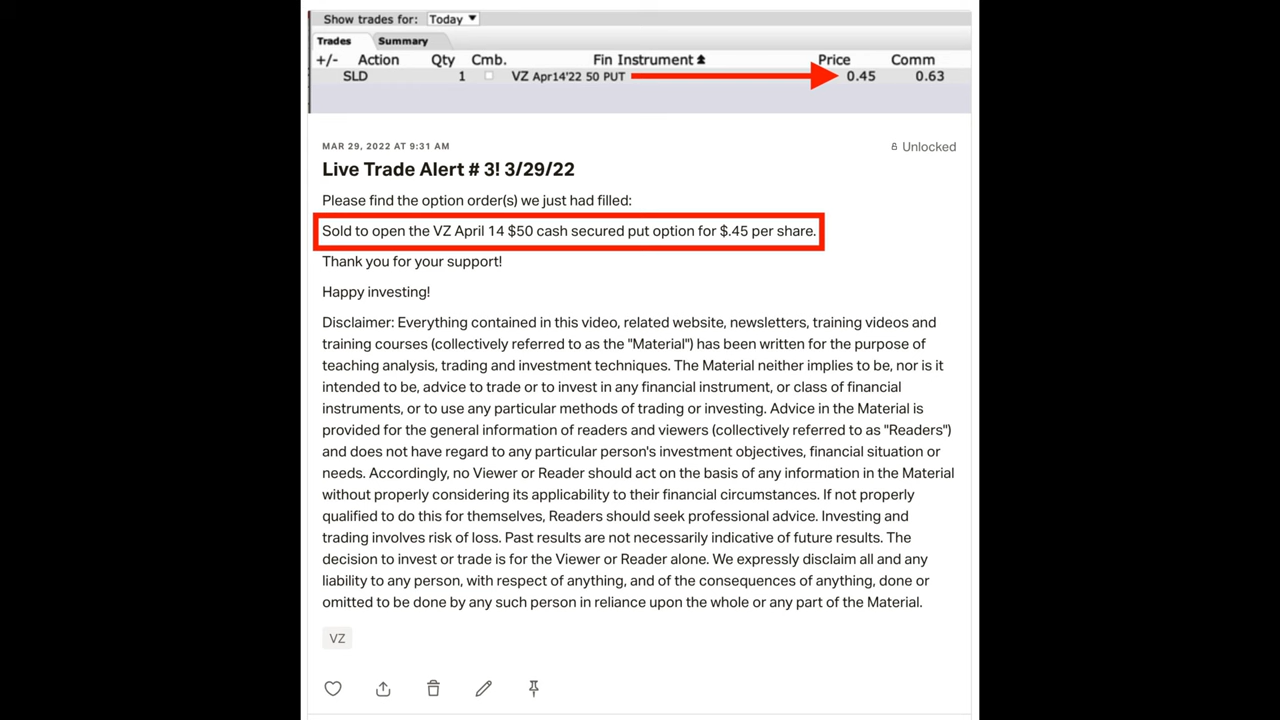 Show trades for: Today
Trades Summary
+/- Action Qty Cmb. Fin Instrument Price Comm
SLD 1 VZ Apr14'22 50 PUT 0.45 0.63
MAR 29, 2022 AT 9:31 AM Unlocked
Live Trade Alert # 3! 3/29/22
Please find the option order(s) we just had filled:
Sold to open the VZ April 14 $50 cash secured put option for $.45 per share.
Thank you for your support!
Happy investing!
Disclaimer: Everything contained in this video, related website, newsletters, training videos and
training courses (collectively referred to as the "Material") has been written for the purpose of
teaching analysis, trading and investment techniques. The Material neither implies to be, nor is it
intended to be, advice to trade or to invest in any financial instrument, or class of financial
instruments, or to use any particular methods of trading or investing. Advice in the Material is
provided for the general information of readers and viewers (collectively referred to as "Readers")
and does not have regard to any particular person's investment objectives, financial situation or
needs. Accordingly, no Viewer or Reader should act on the basis of any information in the Material
without properly considering its applicability to their financial circumstances. If not properly
qualified to do this for themselves, Readers should seek professional advice. Investing and
trading involves risk of loss. Past results are not necessarily indicative of future results. The
decision to invest or trade is for the Viewer or Reader alone. We expressly disclaim all and any
liability to any person, with respect of anything, and of the consequences of anything, done or
omitted to be done by any such person in reliance upon the whole or any part of the Material.
VZ